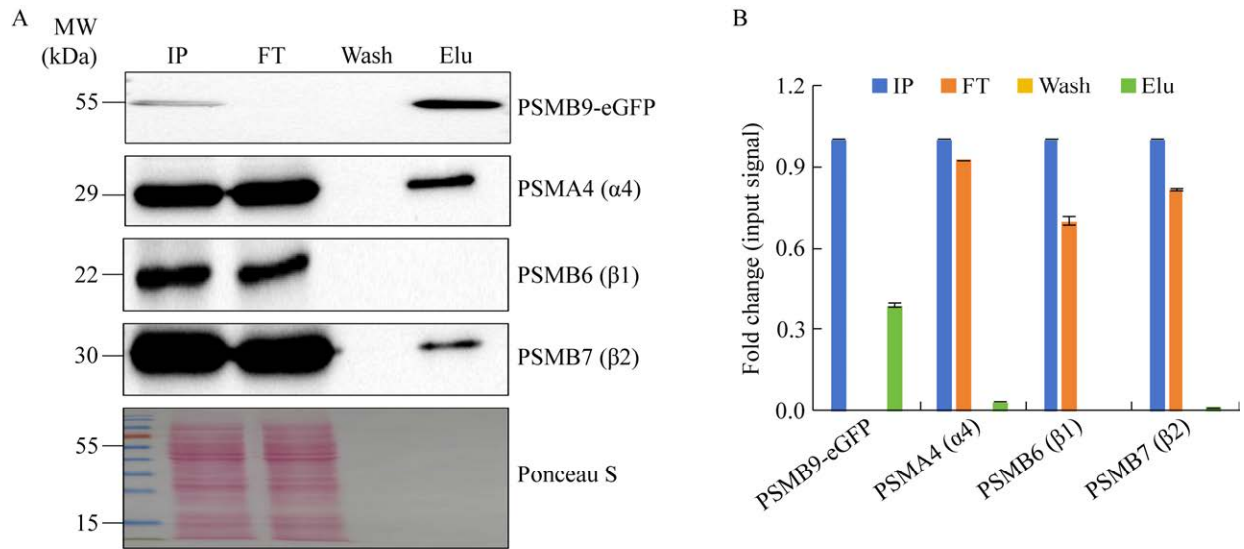 A
MW
(kDa)
IP FT Wash Elu
55
PSMB9-eGFP
29
PSMA4 (α4)
22
PSMB6 (β1)
30
PSMB7 (β2)
55
Ponceau S
15
B
IP FT Wash Elu
Fold change (input signal)
1.2
0.9
0.6
0.3
0.0
PSMB9-eGFP
PSMA4 (α4)
PSMB6 (β1)
PSMB7 (β2)